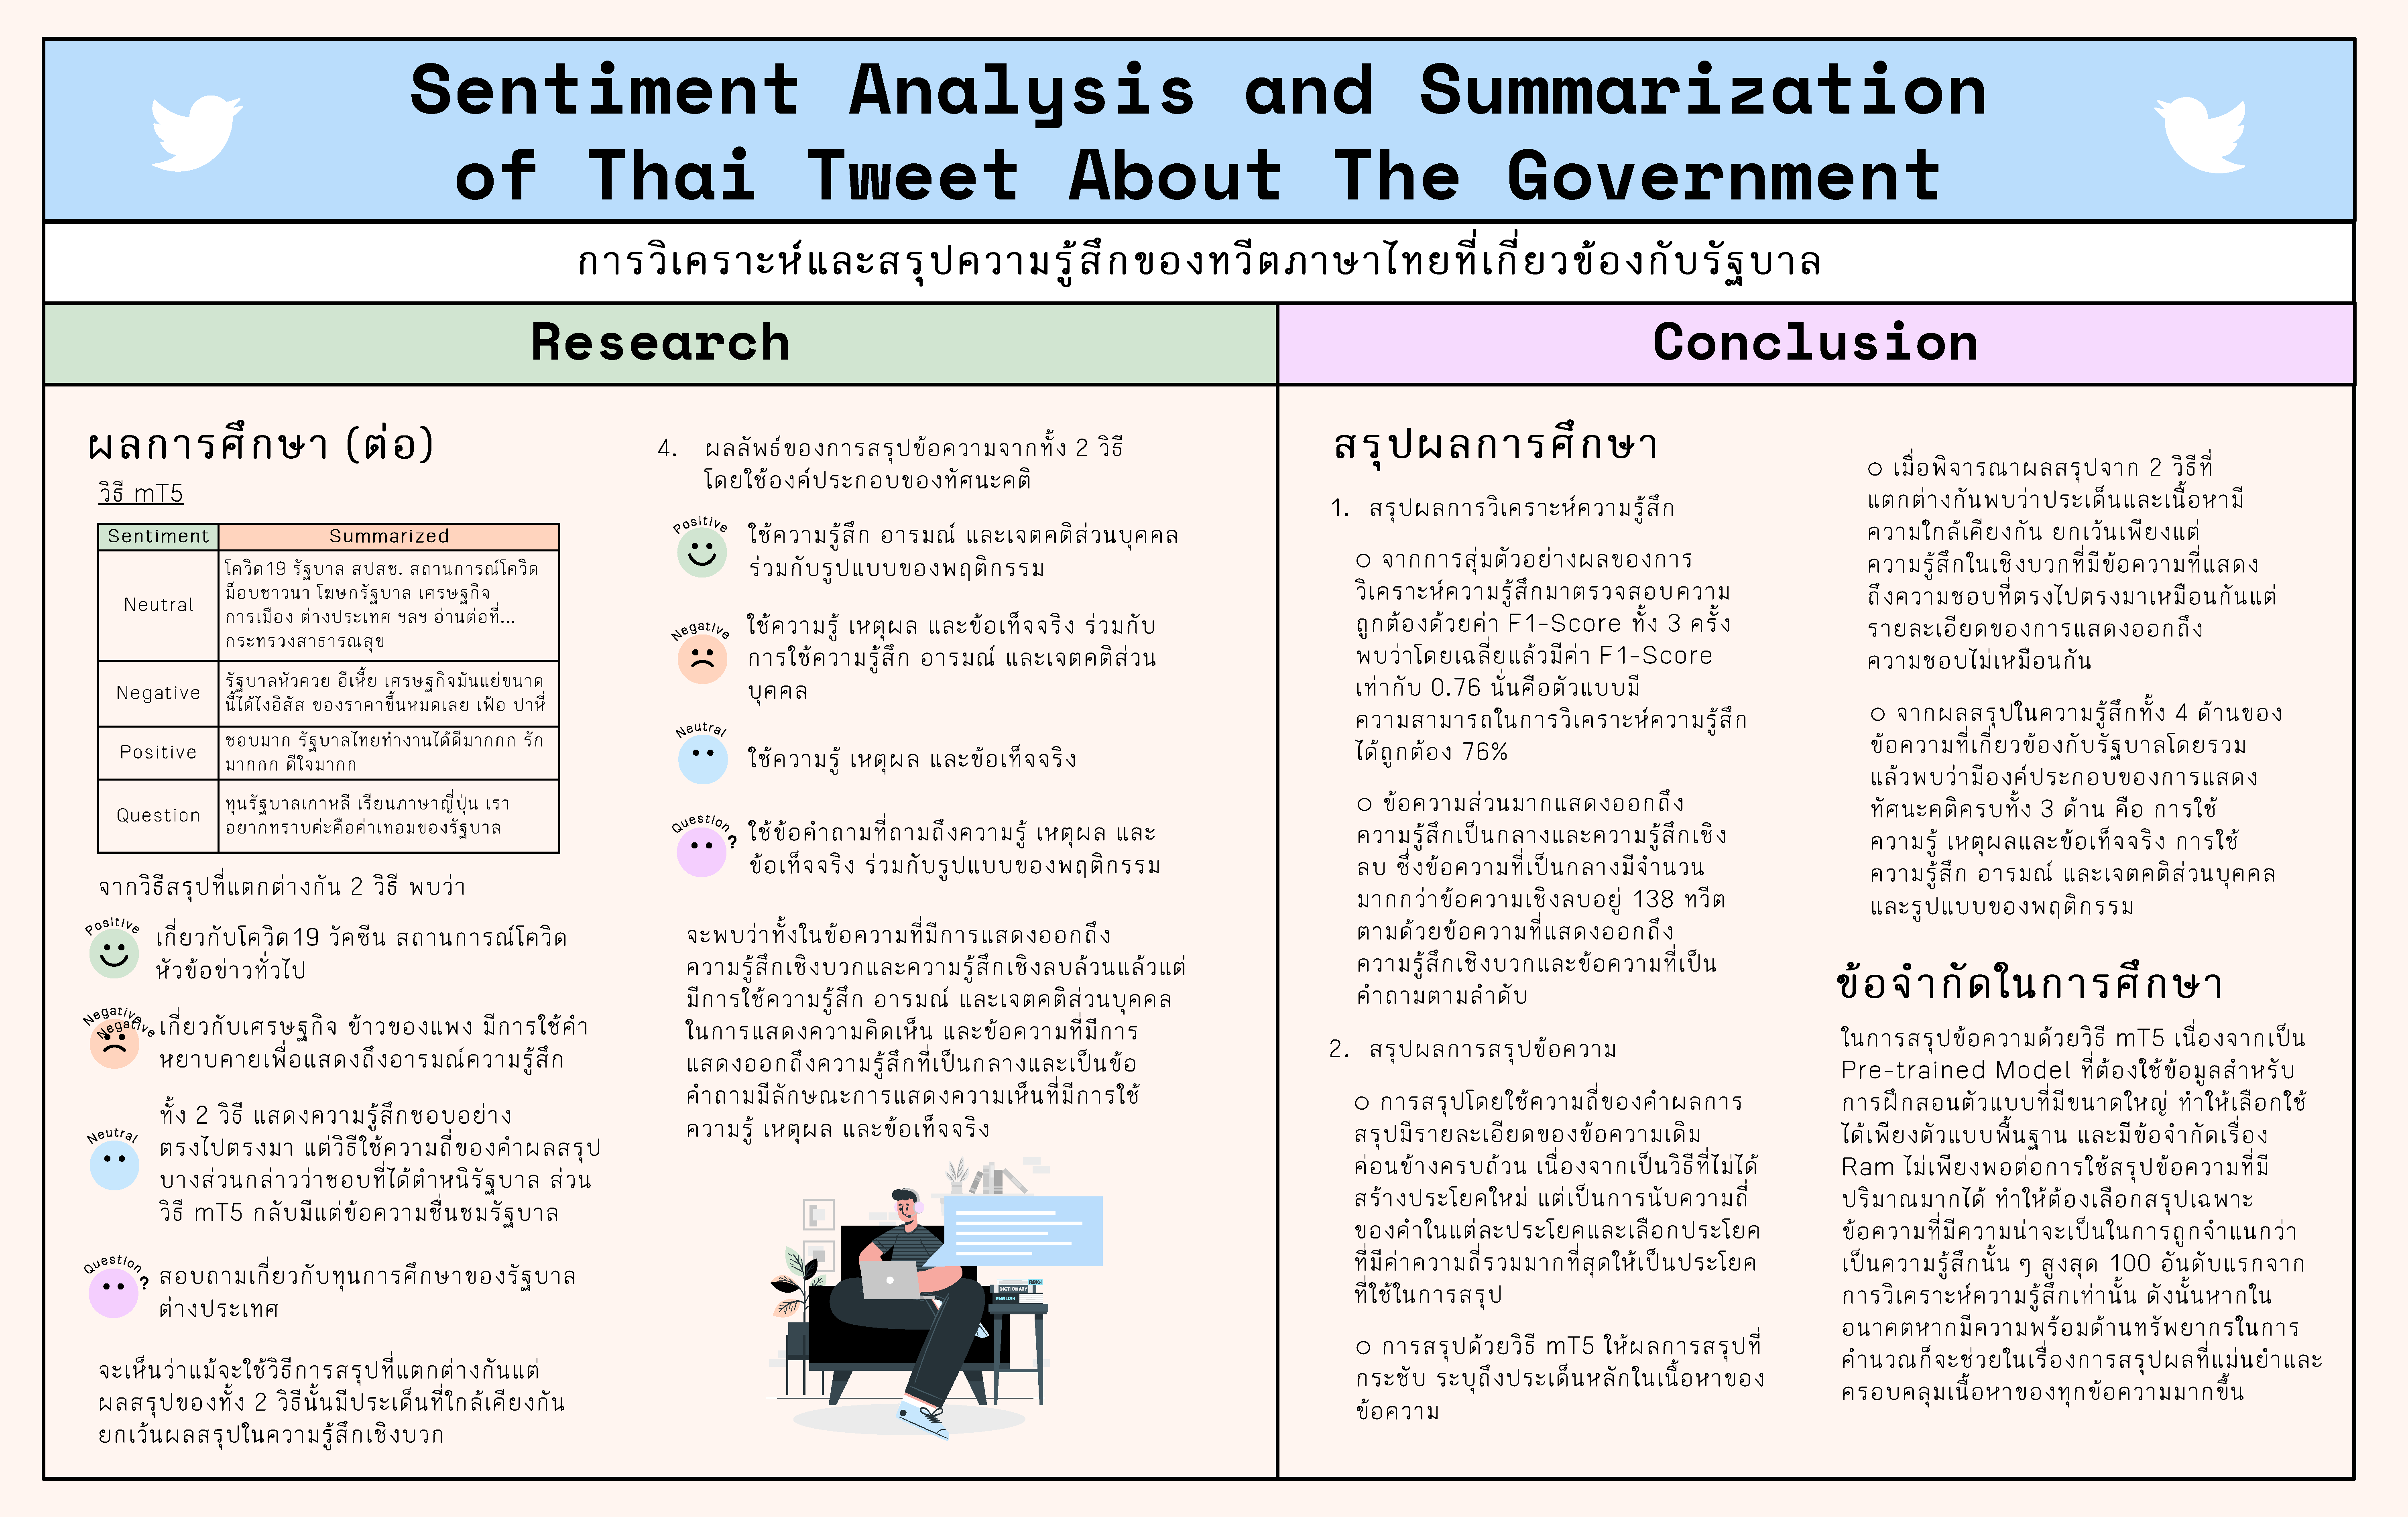 Sentiment Analysis and Summarization
of Thai Tweet About The Government
การวิเคราะห์และสรุปความรู้สึกของทวีตภาษาไทยที่เกี่ยวข้องกับรัฐบาล
Research
ผลการศึกษา (ต่อ)
วิธี mT5
Sentiment Summarized
Neutral
โควิด19 รัฐบาล สปสช. สถานการณ์โควิด
ม็อบชาวนา โฆษกรัฐบาล เศรษฐกิจ
การเมือง ต่างประเทศ ฯลฯ อ่านต่อที่...
กระทรวงสาธารณสุข
Negative
รัฐบาลหัวควย อีเหี้ย เศรษฐกิจมันแย่ขนาด
นี้ได้ไงอิสัส ของราคาขึ้นหมดเลย เฟ้อ ปาหี่
Positive
ชอบมาก รัฐบาลไทยทำงานได้ดีมากกก รัก
มากกก ดีใจมากก
Question
ทุนรัฐบาลเกาหลี เรียนภาษาญี่ปุ่น เรา
อยากทราบค่ะคือค่าเทอมของรัฐบาล
จากวิธีสรุปที่แตกต่างกัน 2 วิธี พบว่า
Positive
เกี่ยวกับโควิด19 วัคซีน สถานการณ์โควิด
หัวข้อข่าวทั่วไป
Negative
Negative
เกี่ยวกับเศรษฐกิจ ข้าวของแพง มีการใช้คำ
หยาบคายเพื่อแสดงถึงอารมณ์ความรู้สึก
Neutral
ทั้ง 2 วิธี แสดงความรู้สึกชอบอย่าง
ตรงไปตรงมา แต่วิธีใช้ความถี่ของคำผลสรุป
บางส่วนกล่าวว่าชอบที่ได้ตำหนิรัฐบาล ส่วน
วิธี mT5 กลับมีแต่ข้อความชื่นชมรัฐบาล
Question
?
สอบถามเกี่ยวกับทุนการศึกษาของรัฐบาล
ต่างประเทศ
จะเห็นว่าแม้จะใช้วิธีการสรุปที่แตกต่างกันแต่
ผลสรุปของทั้ง 2 วิธีนั้นมีประเด็นที่ใกล้เคียงกัน
ยกเว้นผลสรุปในความรู้สึกเชิงบวก
4. ผลลัพธ์ของการสรุปข้อความจากทั้ง 2 วิธี
โดยใช้องค์ประกอบของทัศนะคติ
Positive
ใช้ความรู้สึก อารมณ์ และเจตคติส่วนบุคคล
ร่วมกับรูปแบบของพฤติกรรม
Negative
ใช้ความรู้ เหตุผล และข้อเท็จจริง ร่วมกับ
การใช้ความรู้สึก อารมณ์ และเจตคติส่วน
บุคคล
Neutral
ใช้ความรู้ เหตุผล และข้อเท็จจริง
Question
?
ใช้ข้อคำถามที่ถามถึงความรู้ เหตุผล และ
ข้อเท็จจริง ร่วมกับรูปแบบของพฤติกรรม
จะพบว่าทั้งในข้อความที่มีการแสดงออกถึง
ความรู้สึกเชิงบวกและความรู้สึกเชิงลบล้วนแล้วแต่
มีการใช้ความรู้สึก อารมณ์ และเจตคติส่วนบุคคล
ในการแสดงความคิดเห็น และข้อความที่มีการ
แสดงออกถึงความรู้สึกที่เป็นกลางและเป็นข้อ
คำถามมีลักษณะการแสดงความเห็นที่มีการใช้
ความรู้ เหตุผล และข้อเท็จจริง
FRENCH
DICTIONARY
ENGLISH
Conclusion
สรุปผลการศึกษา
1. สรุปผลการวิเคราะห์ความรู้สึก
○ จากการสุ่มตัวอย่างผลของการ
วิเคราะห์ความรู้สึกมาตรวจสอบความ
ถูกต้องด้วยค่า F1-Score ทั้ง 3 ครั้ง
พบว่าโดยเฉลี่ยแล้วมีค่า F1-Score
เท่ากับ 0.76 นั่นคือตัวแบบมี
ความสามารถในการวิเคราะห์ความรู้สึก
ได้ถูกต้อง 76%
○ ข้อความส่วนมากแสดงออกถึง
ความรู้สึกเป็นกลางและความรู้สึกเชิง
ลบ ซึ่งข้อความที่เป็นกลางมีจำนวน
มากกว่าข้อความเชิงลบอยู่ 138 ทวีต
ตามด้วยข้อความที่แสดงออกถึง
ความรู้สึกเชิงบวกและข้อความที่เป็น
คำถามตามลำดับ
2. สรุปผลการสรุปข้อความ
○ การสรุปโดยใช้ความถี่ของคำผลการ
สรุปมีรายละเอียดของข้อความเดิม
ค่อนข้างครบถ้วน เนื่องจากเป็นวิธีที่ไม่ได้
สร้างประโยคใหม่ แต่เป็นการนับความถี่
ของคำในแต่ละประโยคและเลือกประโยค
ที่มีค่าความถี่รวมมากที่สุดให้เป็นประโยค
ที่ใช้ในการสรุป
○ การสรุปด้วยวิธี mT5 ให้ผลการสรุปที่
กระชับ ระบุถึงประเด็นหลักในเนื้อหาของ
ข้อความ
○ เมื่อพิจารณาผลสรุปจาก 2 วิธีที่
แตกต่างกันพบว่าประเด็นและเนื้อหามี
ความใกล้เคียงกัน ยกเว้นเพียงแต่
ความรู้สึกในเชิงบวกที่มีข้อความที่แสดง
ถึงความชอบที่ตรงไปตรงมาเหมือนกันแต่
รายละเอียดของการแสดงออกถึง
ความชอบไม่เหมือนกัน
○ จากผลสรุปในความรู้สึกทั้ง 4 ด้านของ
ข้อความที่เกี่ยวข้องกับรัฐบาลโดยรวม
แล้วพบว่ามีองค์ประกอบของการแสดง
ทัศนะคติครบทั้ง 3 ด้าน คือ การใช้
ความรู้ เหตุผลและข้อเท็จจริง การใช้
ความรู้สึก อารมณ์ และเจตคติส่วนบุคคล
และรูปแบบของพฤติกรรม
ข้อจำกัดในการศึกษา
ในการสรุปข้อความด้วยวิธี mT5 เนื่องจากเป็น
Pre-trained Model ที่ต้องใช้ข้อมูลสำหรับ
การฝึกสอนตัวแบบที่มีขนาดใหญ่ ทำให้เลือกใช้
ได้เพียงตัวแบบพื้นฐาน และมีข้อจำกัดเรื่อง
Ram ไม่เพียงพอต่อการใช้สรุปข้อความที่มี
ปริมาณมากได้ ทำให้ต้องเลือกสรุปเฉพาะ
ข้อความที่มีความน่าจะเป็นในการถูกจำแนกว่า
เป็นความรู้สึกนั้น ๆ สูงสุด 100 อันดับแรกจาก
การวิเคราะห์ความรู้สึกเท่านั้น ดังนั้นหากใน
อนาคตหากมีความพร้อมด้านทรัพยากรในการ
คำนวณก็จะช่วยในเรื่องการสรุปผลที่แม่นยำและ
ครอบคลุมเนื้อหาของทุกข้อความมากขึ้น